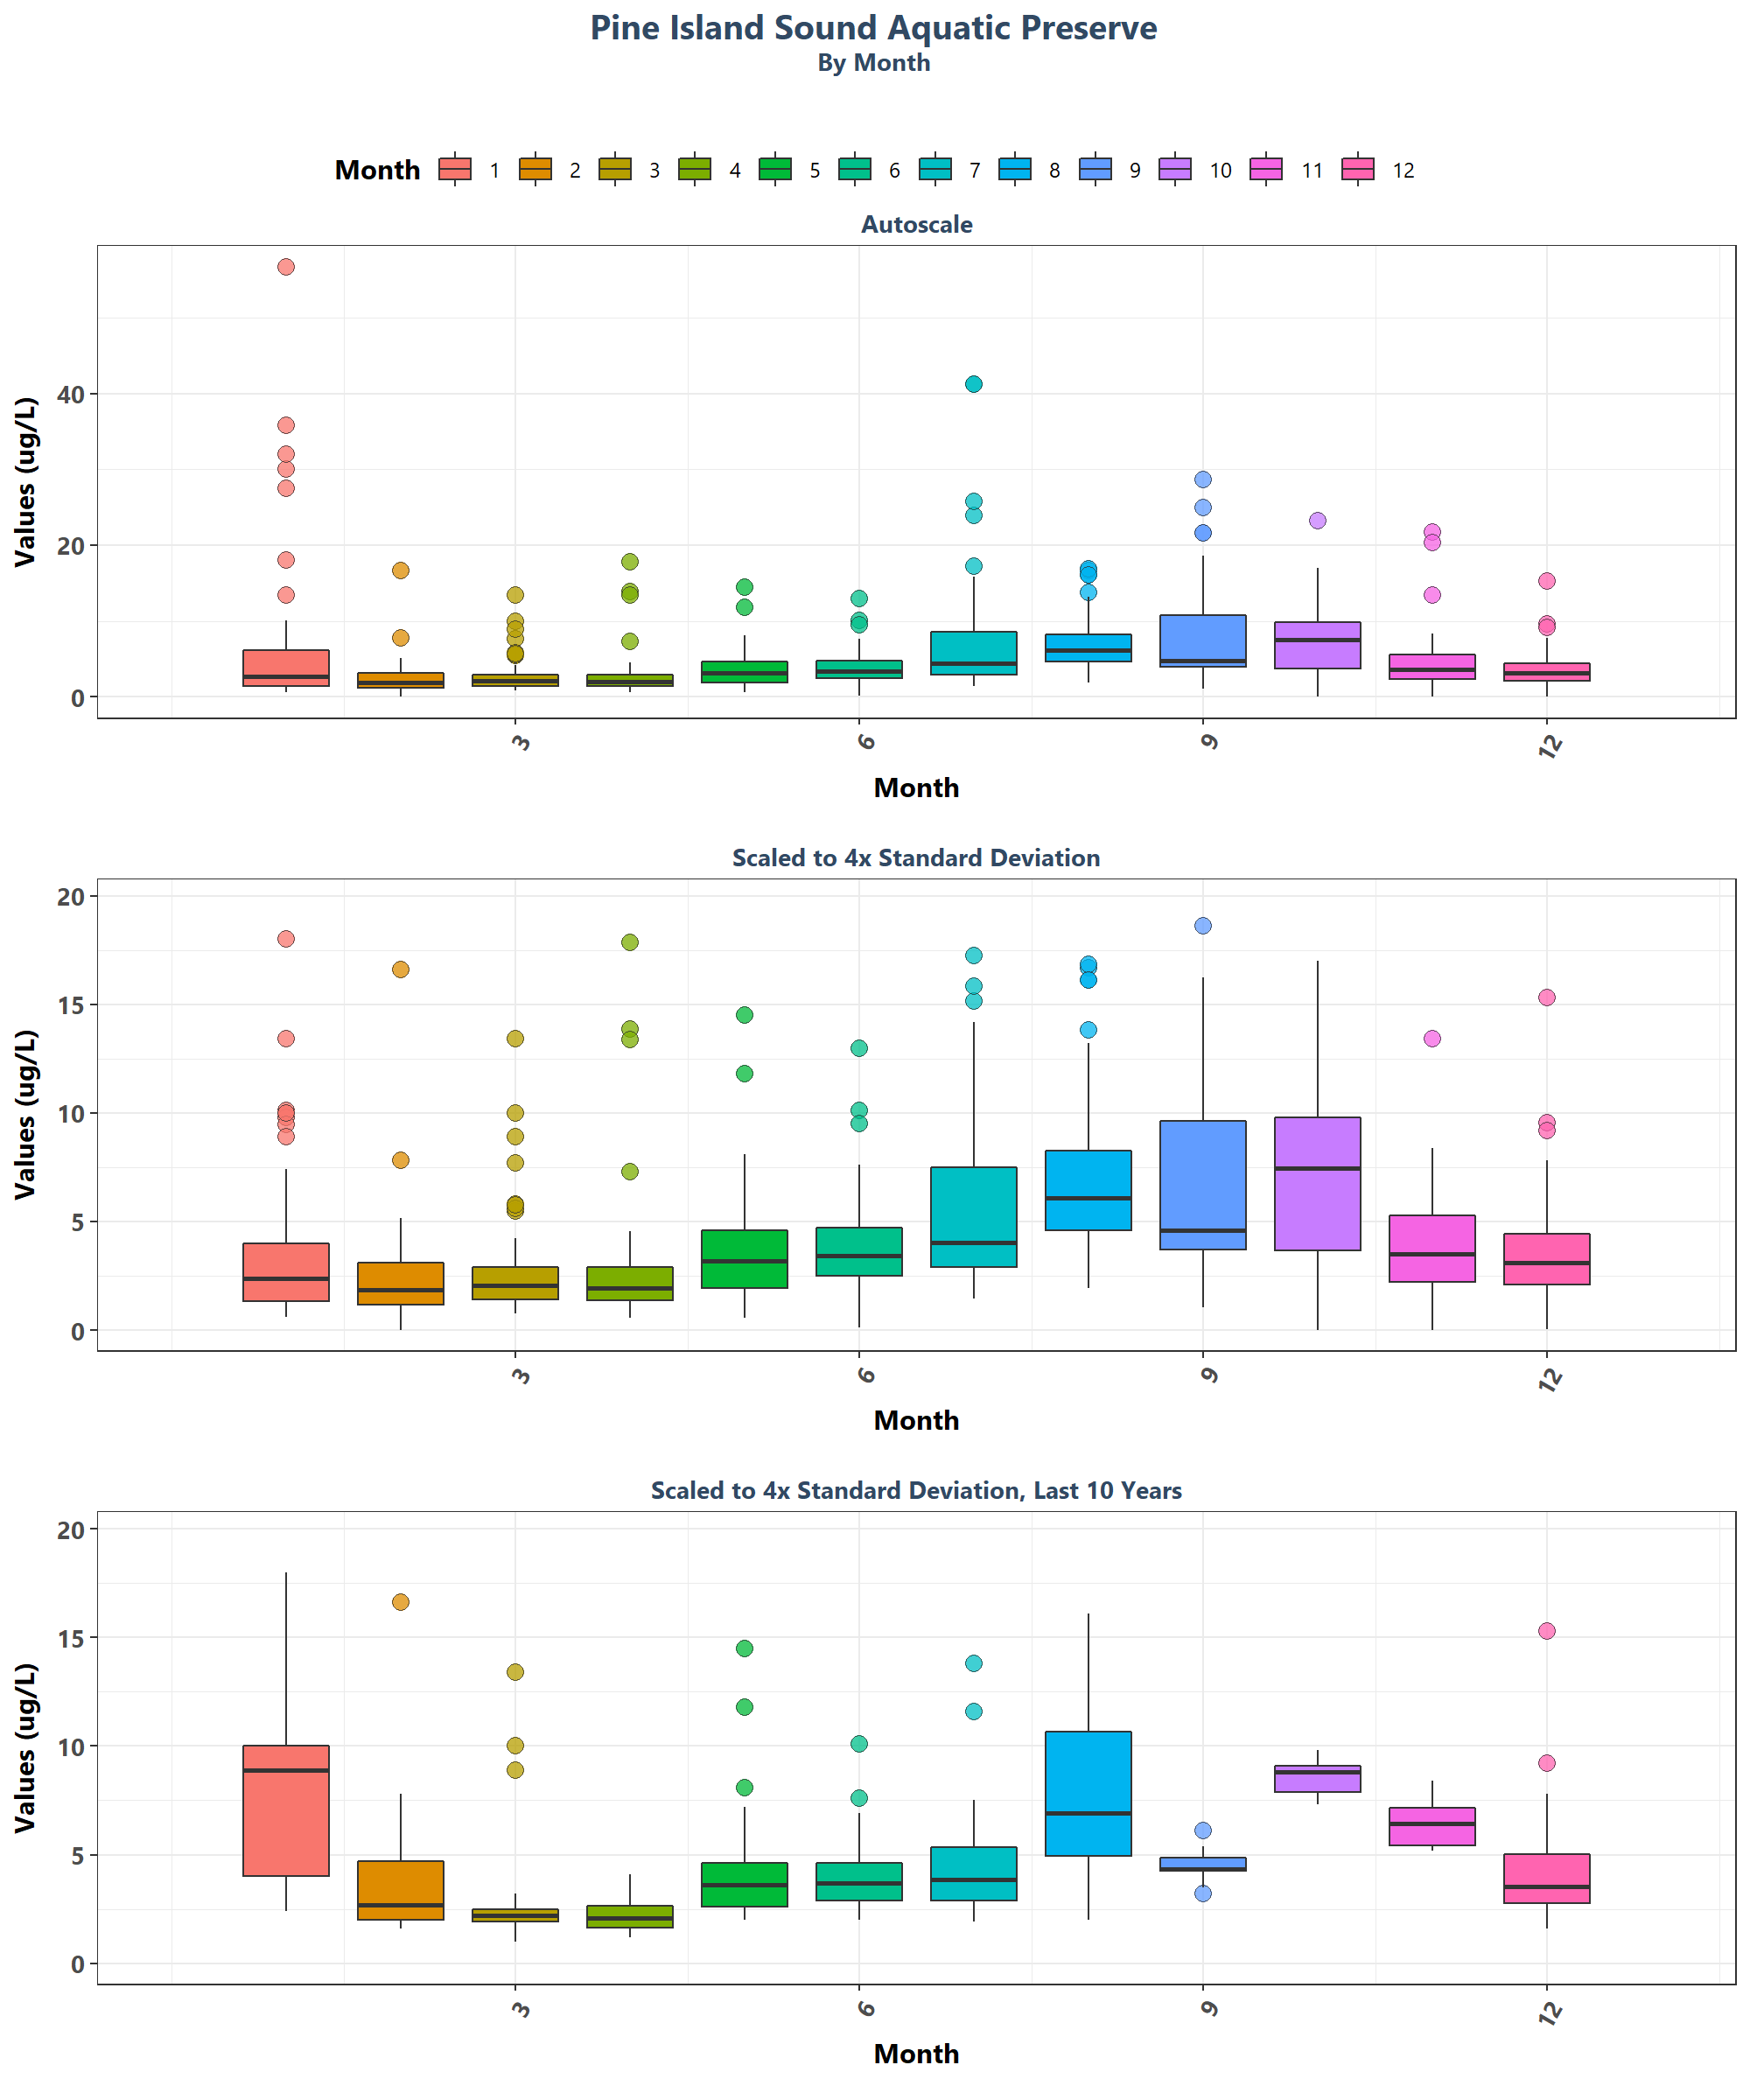 Pine Island Sound Aquatic Preserve
By Month
Month 1 2 3 4 5 6 7 8 9 10 11 12
Autoscale
Values (ug/L)
40
20
0
3 6 9 12
Month
Scaled to 4x Standard Deviation
Values (ug/L)
20
15
10
5
0
3 6 9 12
Month
Scaled to 4x Standard Deviation, Last 10 Years
Values (ug/L)
20
15
10
5
0
3 6 9 12
Month